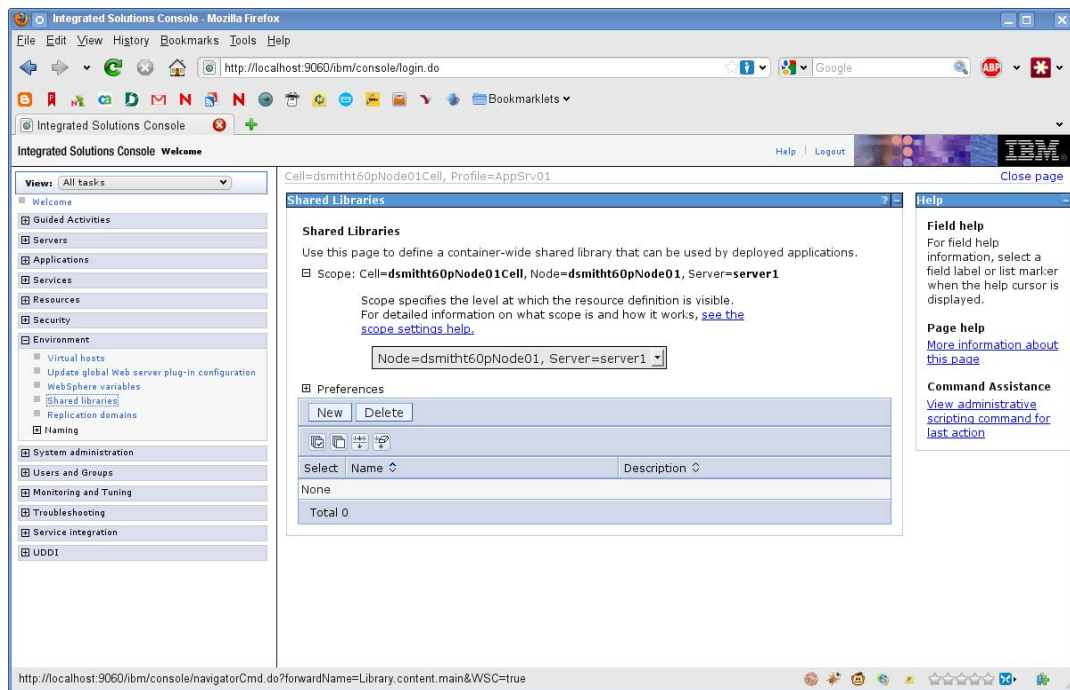 Integrated Solutions Console - Mozilla Firefox
File Edit View History Bookmarks Tools Help
http://localhost:9060/ibm/console/login.do
Google
ABP
Bookmarklets
Integrated Solutions Console
Integrated Solutions Console Welcome
Help Logout
IBM
View: All tasks
Welcome
Guided Activities
Servers
Applications
Services
Resources
Security
Environment
Virtual hosts
Update global Web server plug-in configuration
WebSphere variables
Shared libraries
Replication domains
Naming
System administration
Users and Groups
Monitoring and Tuning
Troubleshooting
Service integration
UDDI
Cell=dsmitht60pNode01Cell, Profile=AppSrv01
Close page
Shared Libraries
? -
Shared Libraries
Use this page to define a container-wide shared library that can be used by deployed applications.
Scope: Cell=dsmitht60pNode01Cell, Node=dsmitht60pNode01, Server=server1
Scope specifies the level at which the resource definition is visible.
For detailed information on what scope is and how it works, see the
scope settings help.
Node=dsmitht60pNode01, Server=server1
Preferences
New Delete
Select Name Description
None
Total 0
Help
Field help
For field help
information, select a
field label or list marker
when the help cursor is
displayed.
Page help
More information about
this page
Command Assistance
View administrative
scripting command for
last action
http://localhost:9060/ibm/console/navigatorCmd.do?forwardName=Library.content.main&WSC=true